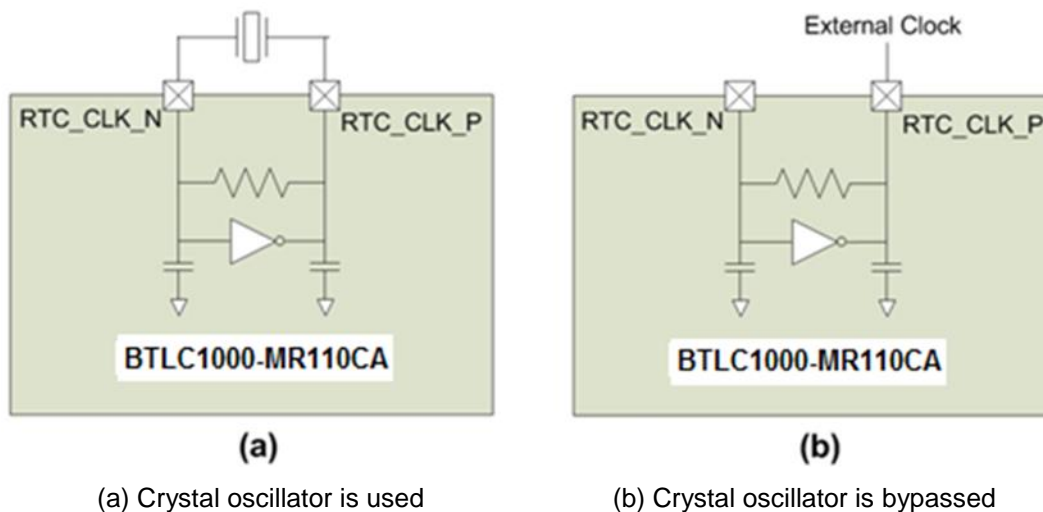 External Clock
RTC_CLK_N
RTC_CLK_P
RTC_CLK_N
RTC_CLK_P
BTLC1000-MR110CA
BTLC1000-MR110CA
(a)
(b)
(a) Crystal oscillator is used
(b) Crystal oscillator is bypassed